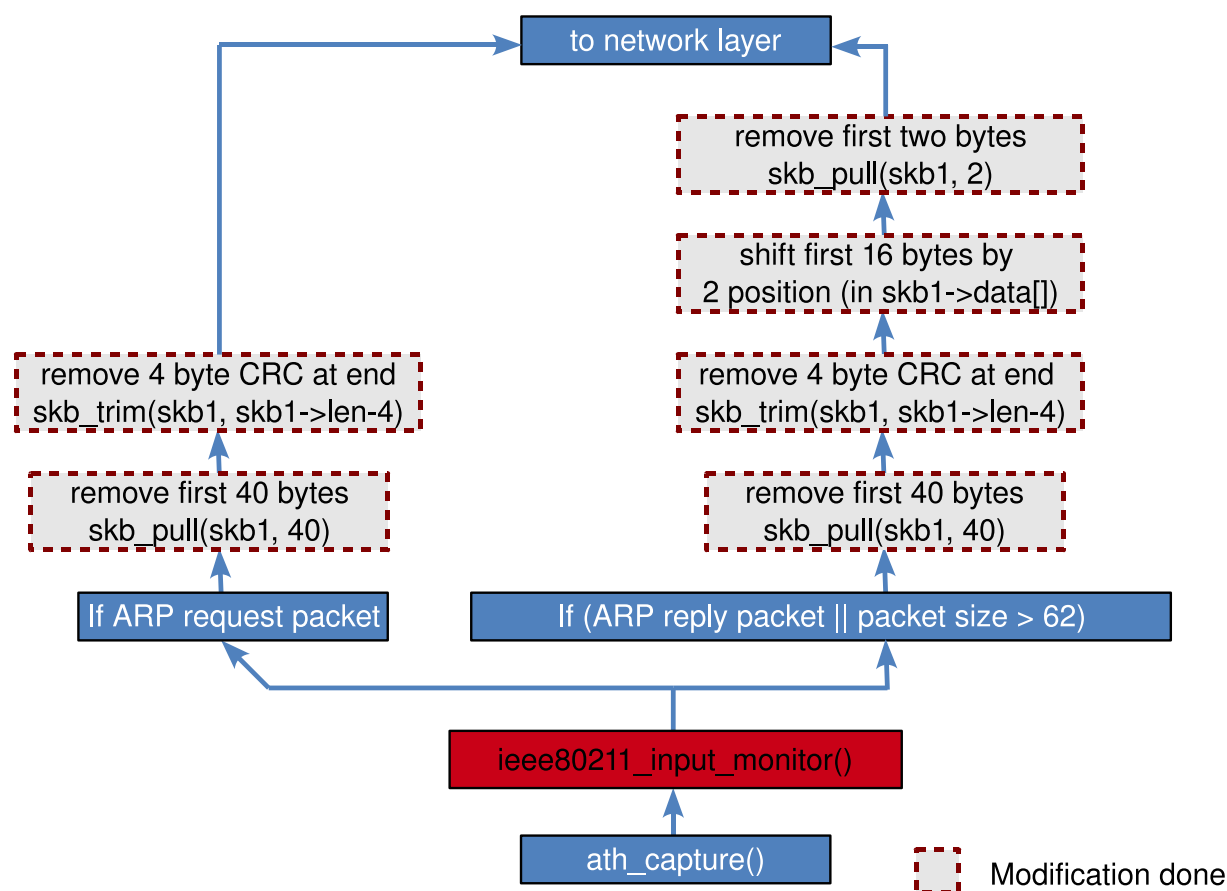 to network layer
remove first two bytes
skb_pull(skb1, 2)
shift first 16 bytes by
2 position (in skb1->data[])
remove 4 byte CRC at end
skb_trim(skb1, skb1->len-4)
remove 4 byte CRC at end
skb_trim(skb1, skb1->len-4)
remove first 40 bytes
skb_pull(skb1, 40)
remove first 40 bytes
skb_pull(skb1, 40)
If ARP request packet
If (ARP reply packet || packet size > 62)
ieee80211_input_monitor()
ath_capture()
Modification done